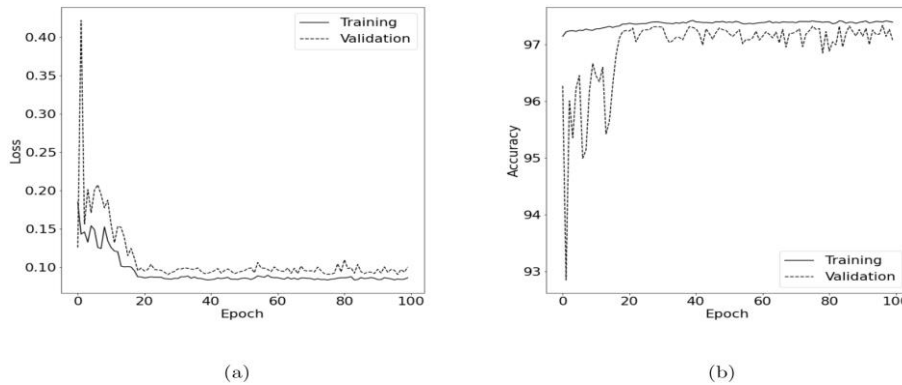 Training
Validation
0.40
0.35
0.30
0.25
0.20
0.15
0.10
Loss
0 20 40 60 80 100
Epoch
(a)
97
96
95
94
93
Accuracy
Training
Validation
0 20 40 60 80 100
Epoch
(b)